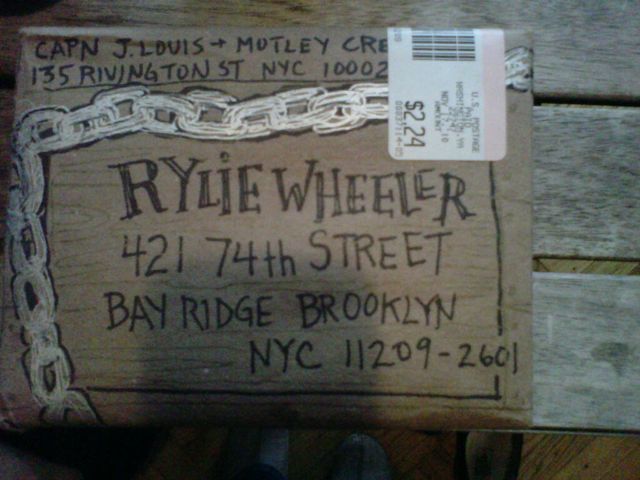 CAPN J. LOUIS + MOTLEY CRE
135 RIVINGTON ST NYC 10002
U.S. POSTAGE
$2.24
RYLIE WHEELER
421 74th STREET
BAY RIDGE BROOKLYN
NYC 11209-2601